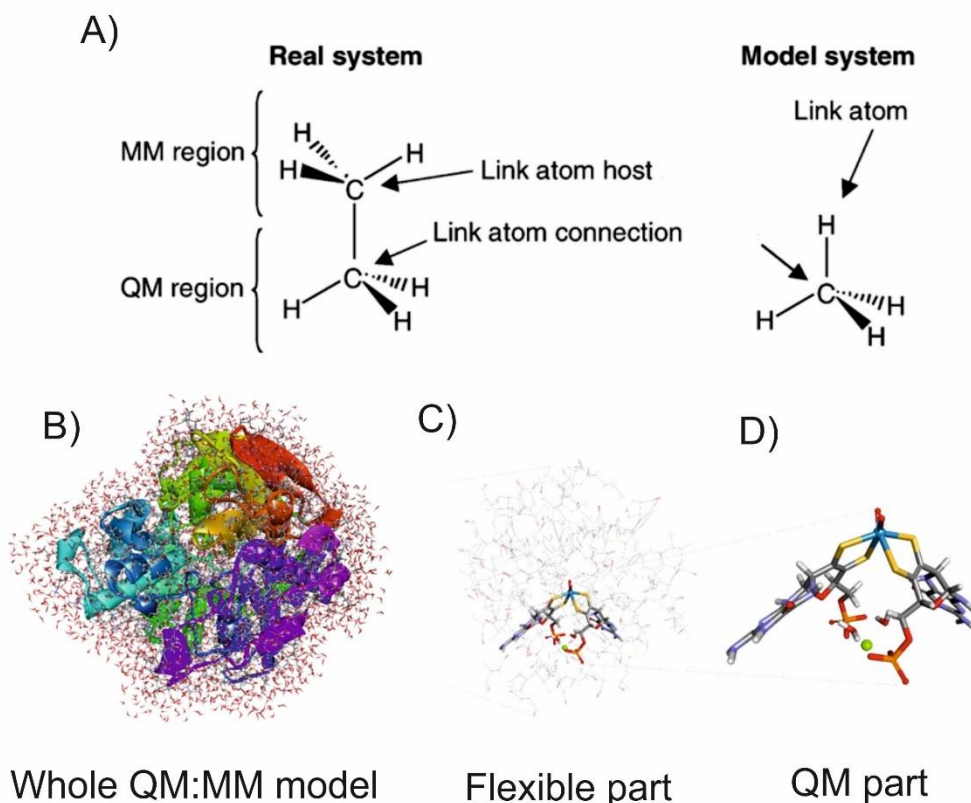 A)
Real system
Model system
MM region
QM region
H
H
H
C
Link atom host
Link atom connection
C
H
H
H
Link atom
H
C
H
H
H
B)
C)
D)
Whole QM:MM model
Flexible part
QM part